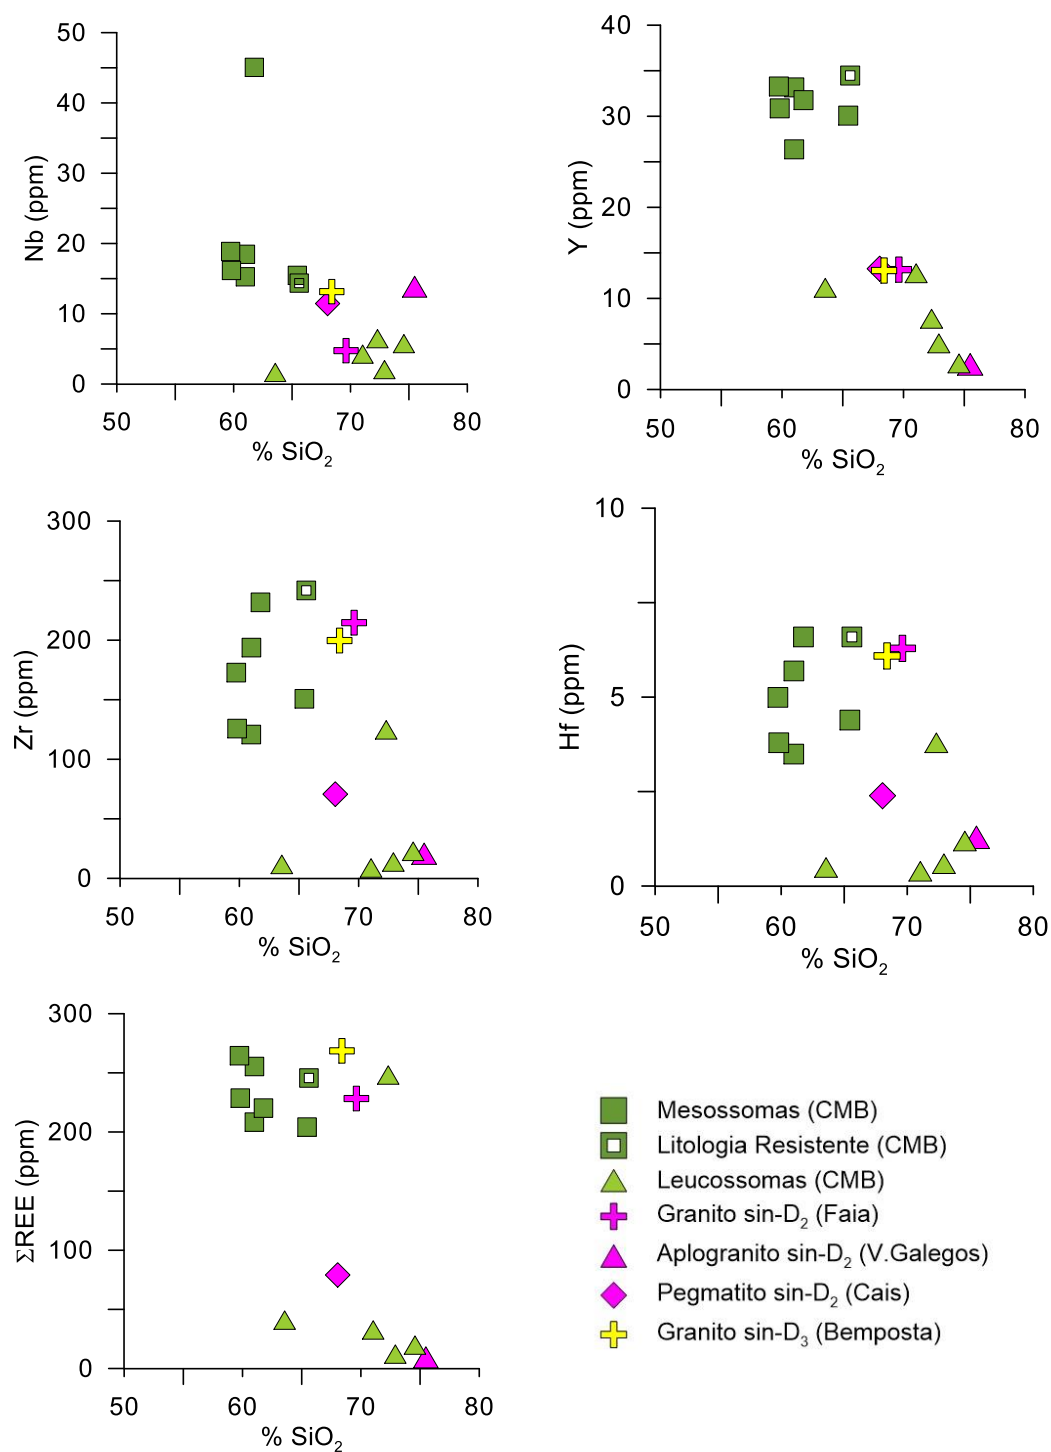 50
40
30
20
10
0
Nb (ppm)
50
60
70
80
% SiO₂
40
30
20
10
0
Y (ppm)
50
60
70
80
% SiO₂
300
200
100
0
Zr (ppm)
50
60
70
80
% SiO₂
10
5
0
Hf (ppm)
50
60
70
80
% SiO₂
300
200
100
0
ΣREE (ppm)
50
60
70
80
% SiO₂
Mesossomas (CMB)
Litologia Resistente (CMB)
Leucossomas (CMB)
Granito sin-D₂ (Faia)
Aplogranito sin-D₂ (V.Galegos)
Pegmatito sin-D₂ (Cais)
Granito sin-D₃ (Bemposta)